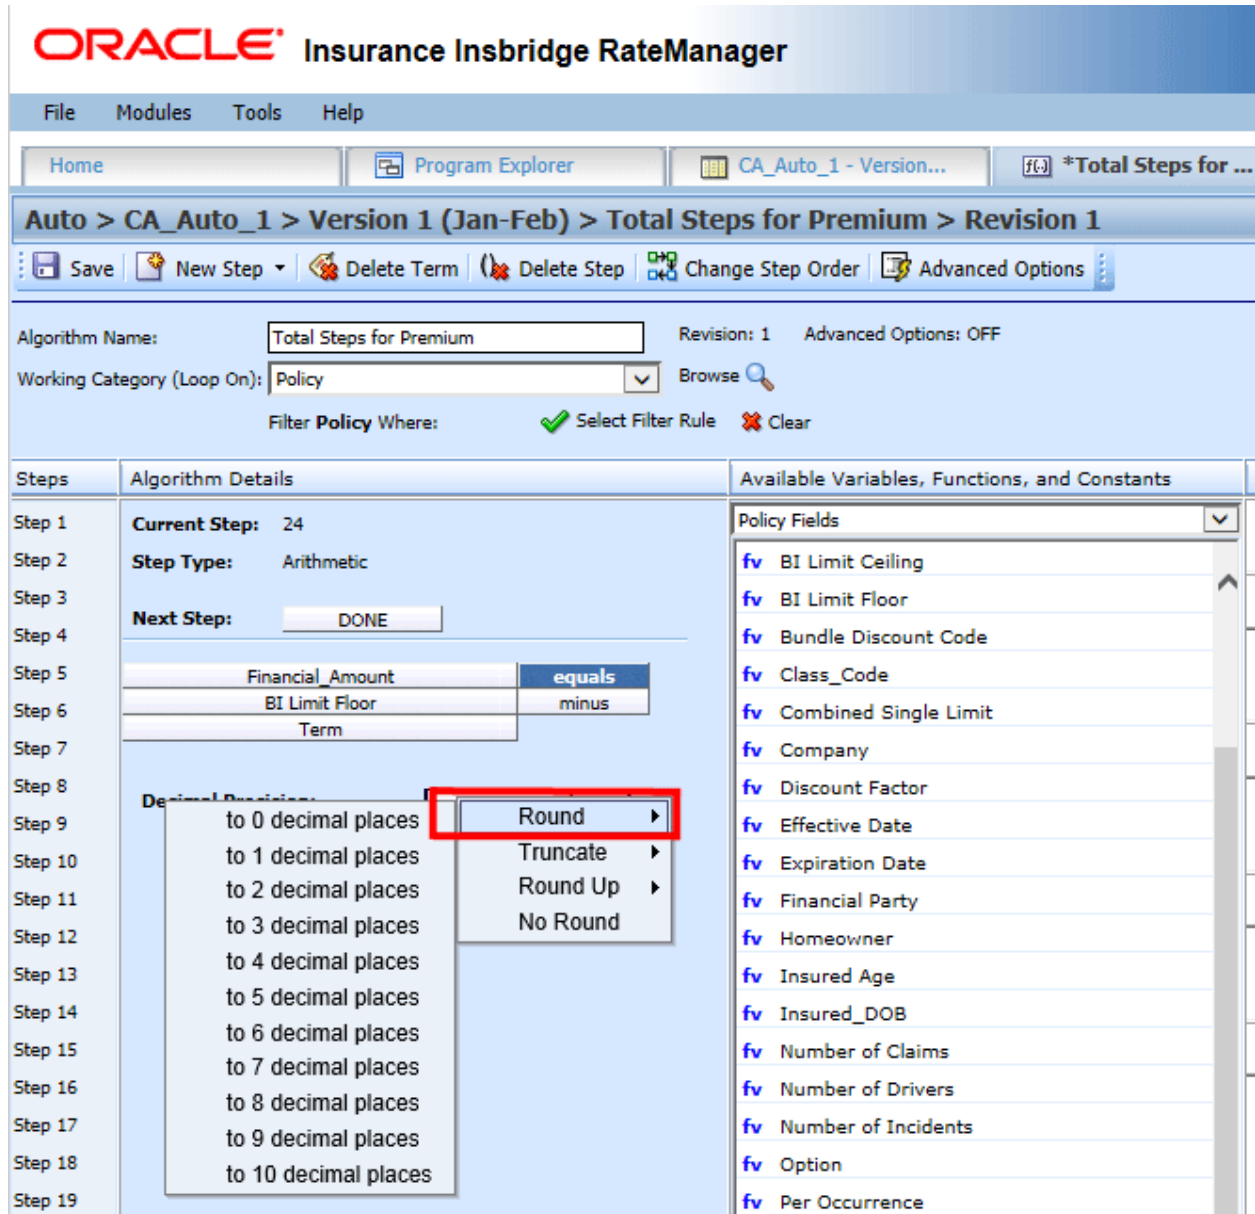 ORACLE Insurance Insbridge RateManager
File Modules Tools Help
Home Program Explorer CA_Auto_1 - Version... *Total Steps for ...
Auto > CA_Auto_1 > Version 1 (Jan-Feb) > Total Steps for Premium > Revision 1
Save New Step Delete Term Delete Step Change Step Order Advanced Options
Algorithm Name: Total Steps for Premium Revision: 1 Advanced Options: OFF
Working Category (Loop On): Policy Browse
Filter Policy Where: Select Filter Rule Clear
Steps Algorithm Details Available Variables, Functions, and Constants
Step 1
Step 2
Step 3
Step 4
Step 5
Step 6
Step 7
Step 8
Step 9
Step 10
Step 11
Step 12
Step 13
Step 14
Step 15
Step 16
Step 17
Step 18
Step 19
Current Step: 24
Step Type: Arithmetic
Next Step: DONE
Financial_Amount equals
BI Limit Floor minus
Term
Decimal Precision:
Round
Truncate
Round Up
No Round
to 0 decimal places
to 1 decimal places
to 2 decimal places
to 3 decimal places
to 4 decimal places
to 5 decimal places
to 6 decimal places
to 7 decimal places
to 8 decimal places
to 9 decimal places
to 10 decimal places
Policy Fields
fv BI Limit Ceiling
fv BI Limit Floor
fv Bundle Discount Code
fv Class_Code
fv Combined Single Limit
fv Company
fv Discount Factor
fv Effective Date
fv Expiration Date
fv Financial Party
fv Homeowner
fv Insured Age
fv Insured_DOB
fv Number of Claims
fv Number of Drivers
fv Number of Incidents
fv Option
fv Per Occurrence